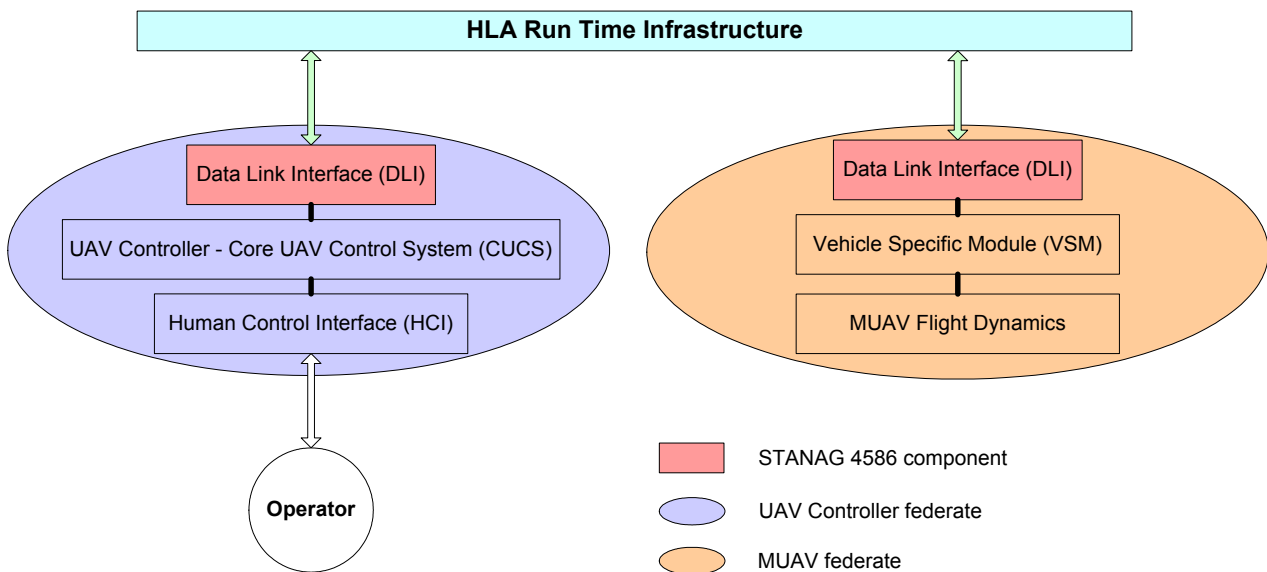 HLA Run Time Infrastructure
Data Link Interface (DLI)
UAV Controller - Core UAV Control System (CUCS)
Human Control Interface (HCI)
Operator
Data Link Interface (DLI)
Vehicle Specific Module (VSM)
MUAV Flight Dynamics
STANAG 4586 component
UAV Controller federate
MUAV federate